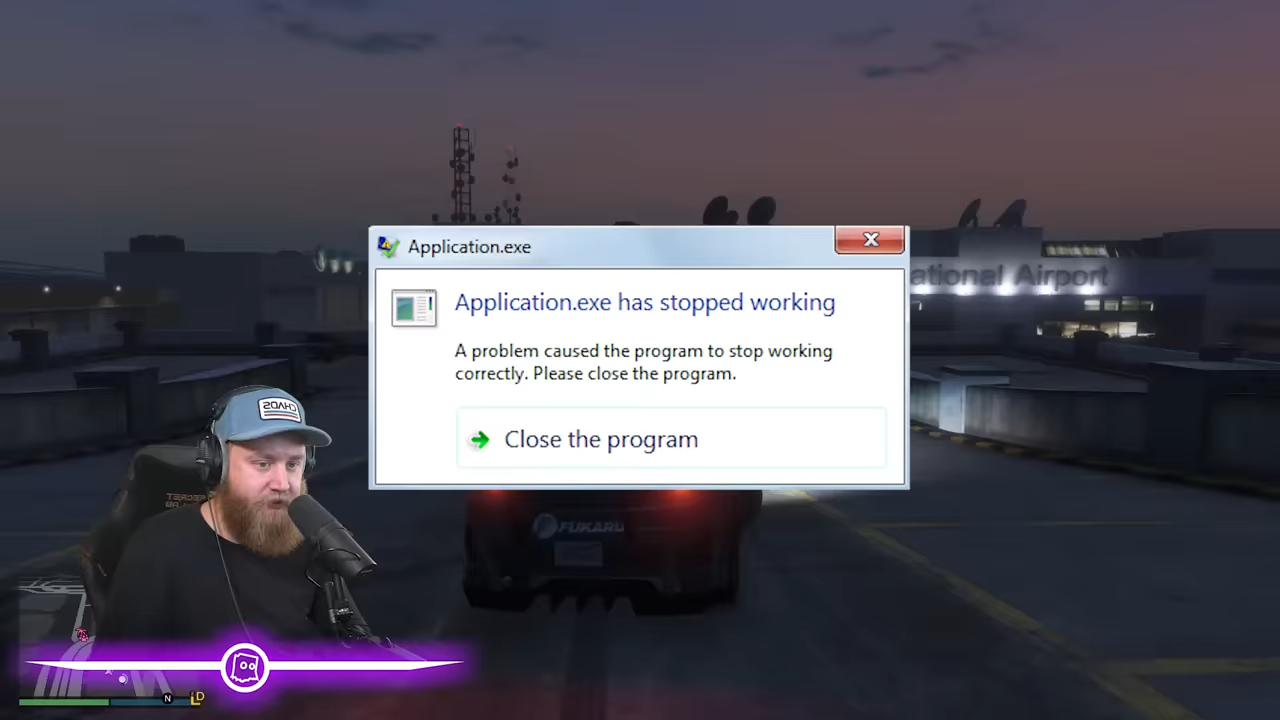 Application.exe
Application.exe has stopped working
A problem caused the program to stop working
correctly. Please close the program.
Close the program
ational Airport
FUKARU
CHAOS
N